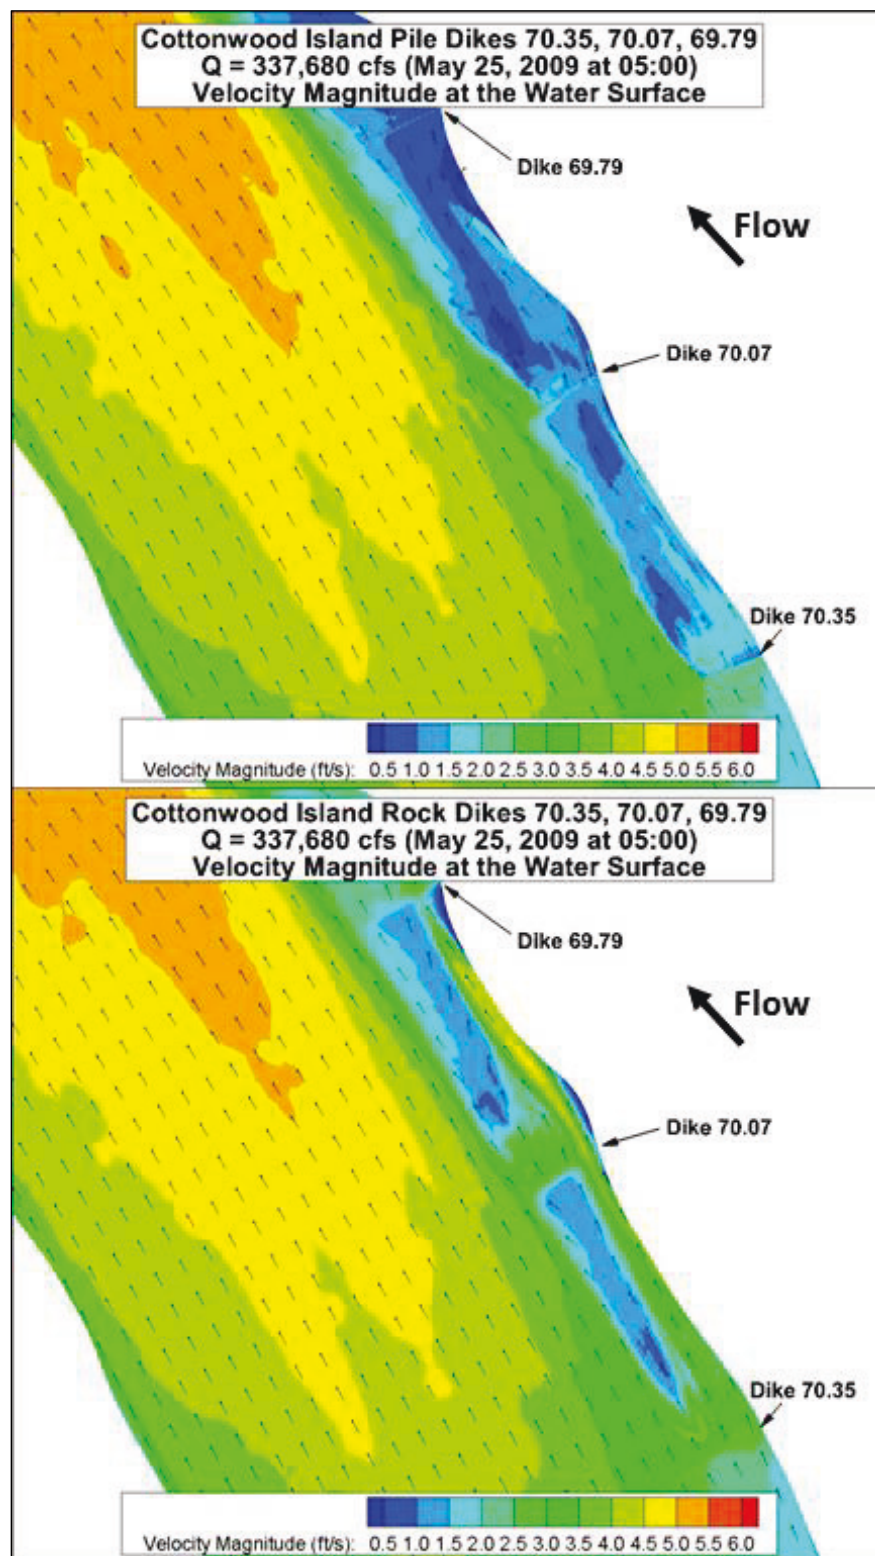 Cottonwood Island Pile Dikes 70.35, 70.07, 69.79
Q = 337,680 cfs (May 25, 2009 at 05:00)
Velocity Magnitude at the Water Surface
Dike 69.79
Flow
Dike 70.07
Dike 70.35
Velocity Magnitude (ft/s): 0.5 1.0 1.5 2.0 2.5 3.0 3.5 4.0 4.5 5.0 5.5 6.0
Cottonwood Island Rock Dikes 70.35, 70.07, 69.79
Q = 337,680 cfs (May 25, 2009 at 05:00)
Velocity Magnitude at the Water Surface
Dike 69.79
Flow
Dike 70.07
Dike 70.35
Velocity Magnitude (ft/s): 0.5 1.0 1.5 2.0 2.5 3.0 3.5 4.0 4.5 5.0 5.5 6.0